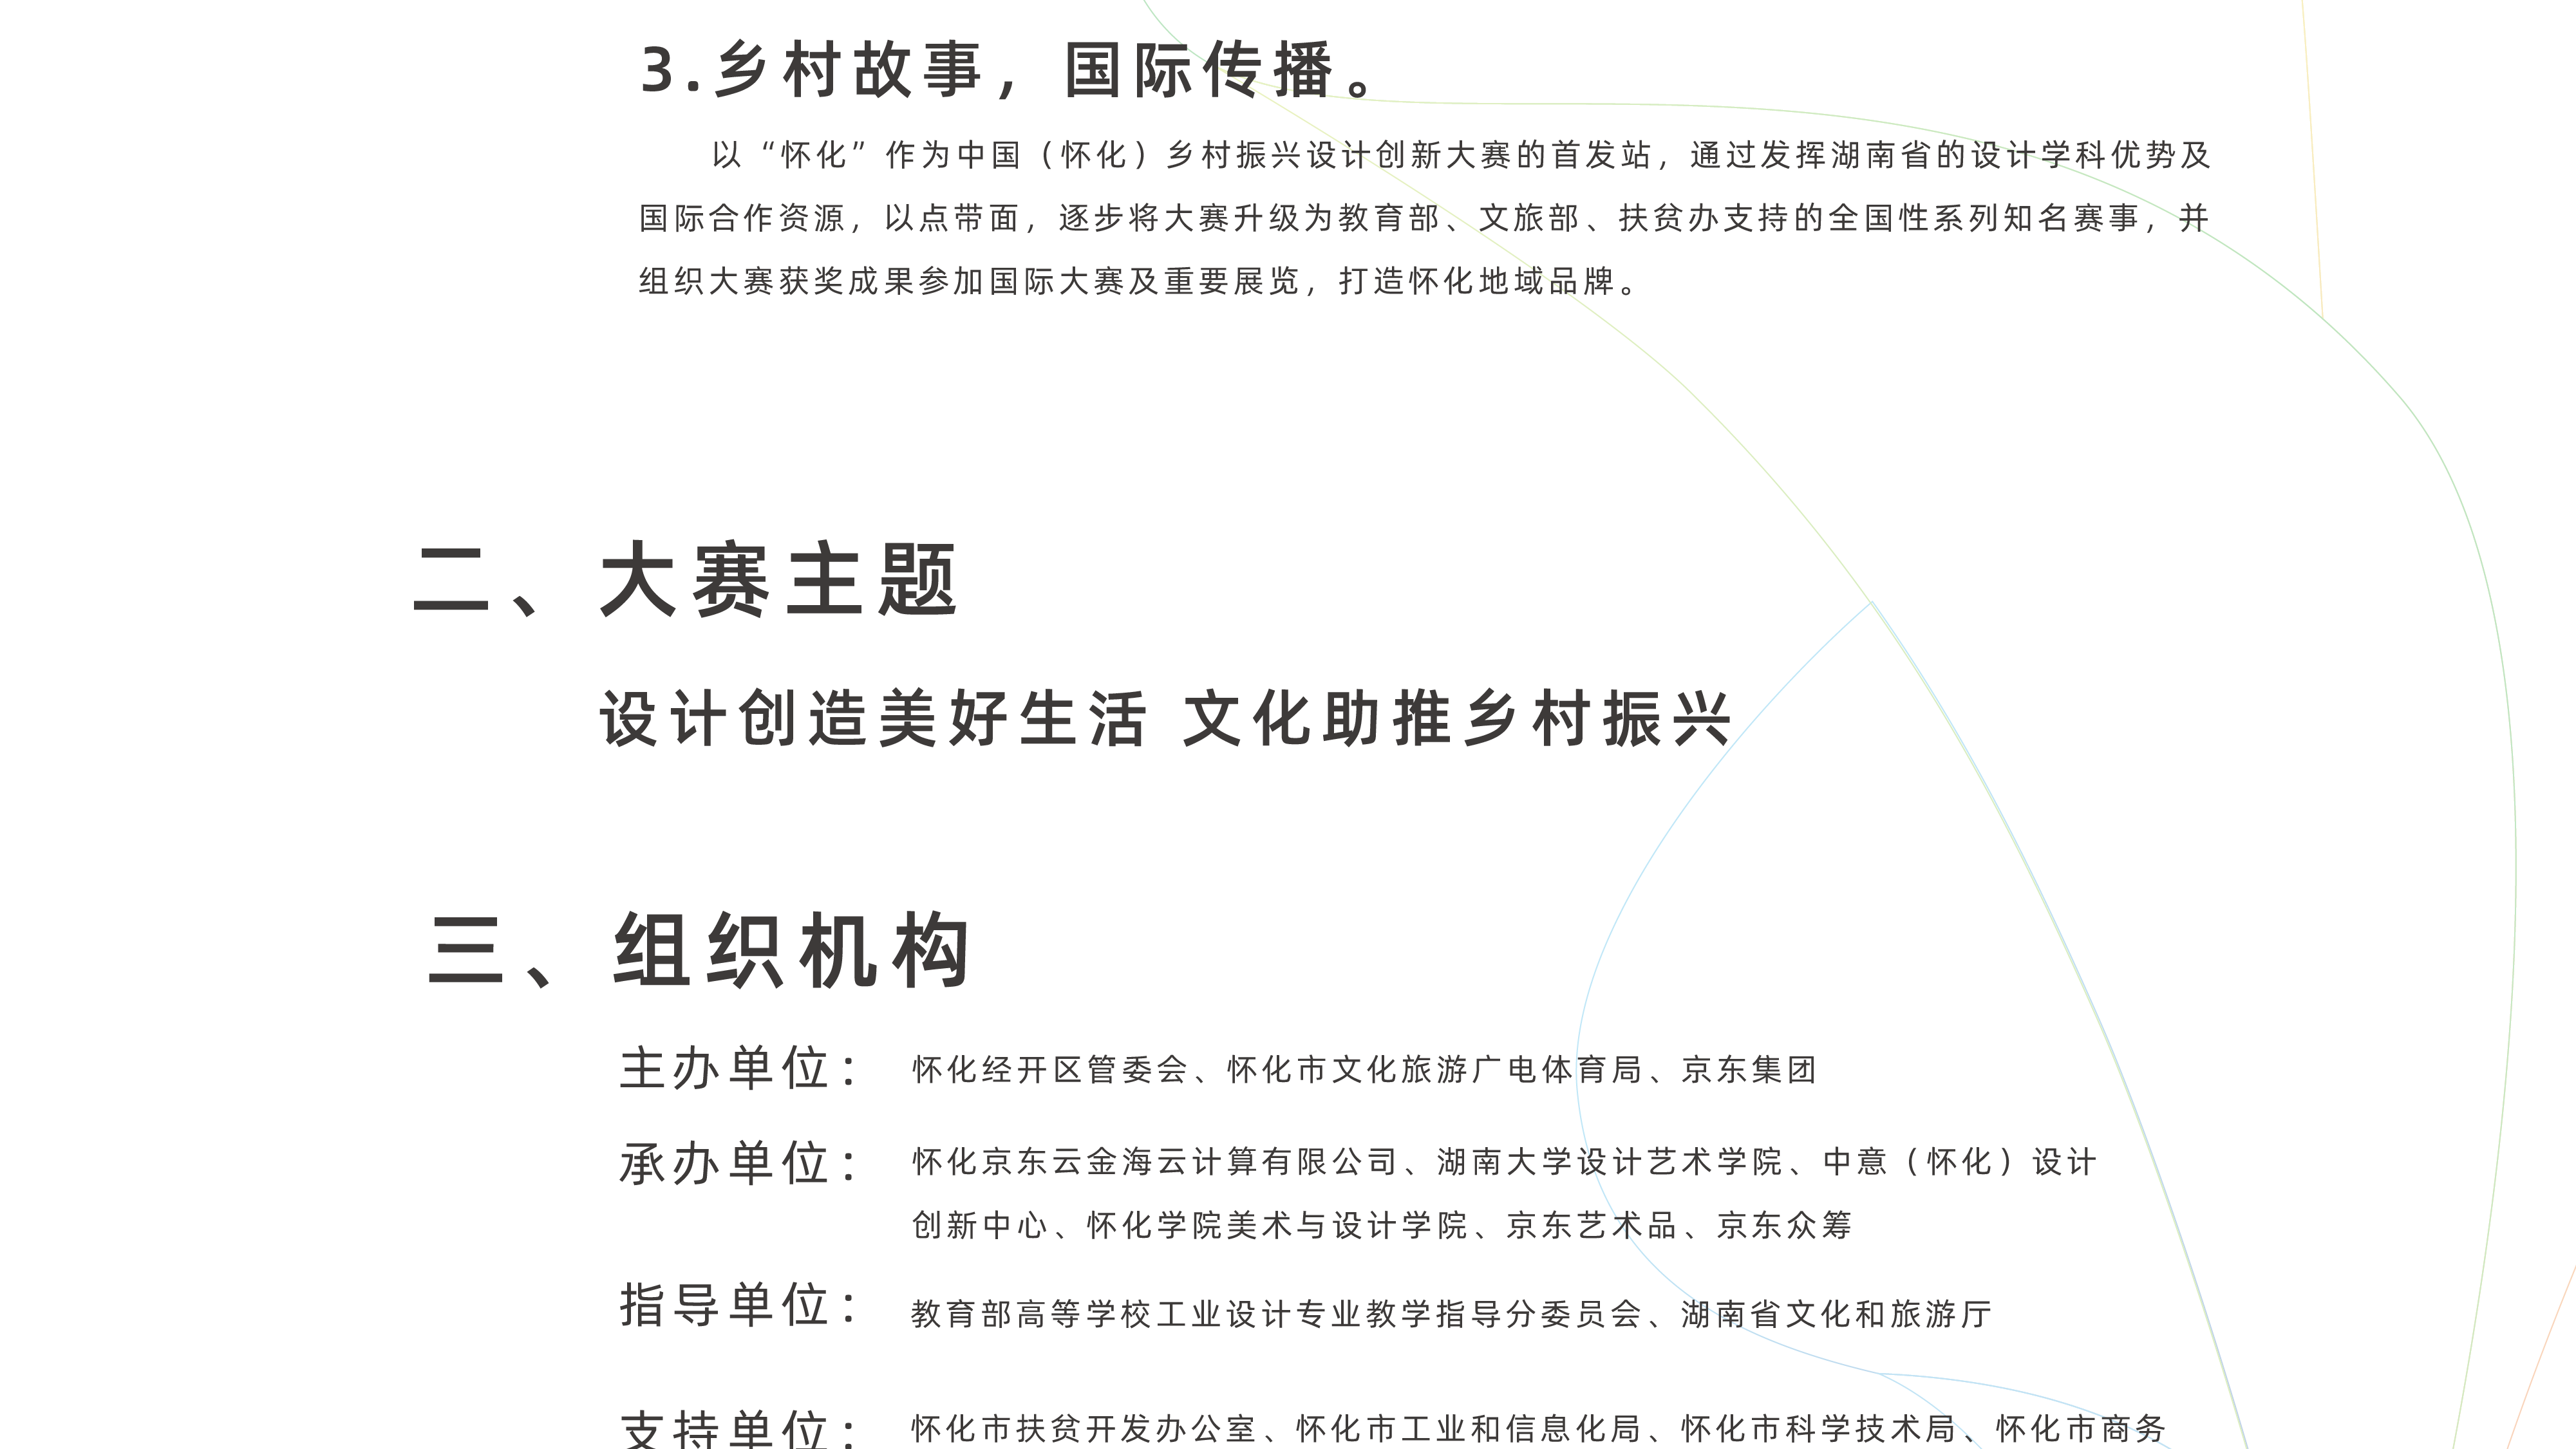 3.乡村故事，国际传播。
以“怀化”作为中国（怀化）乡村振兴设计创新大赛的首发站，通过发挥湖南省的设计学科优势及
国际合作资源，以点带面，逐步将大赛升级为教育部、文旅部、扶贫办支持的全国性系列知名赛事，并
组织大赛获奖成果参加国际大赛及重要展览，打造怀化地域品牌。
二、大赛主题
设计创造美好生活 文化助推乡村振兴
三、组织机构
主办单位： 怀化经开区管委会、怀化市文化旅游广电体育局、京东集团
承办单位： 怀化京东云金海云计算有限公司、湖南大学设计艺术学院、中意（怀化）设计
创新中心、怀化学院美术与设计学院、京东艺术品、京东众筹
指导单位： 教育部高等学校工业设计专业教学指导分委员会、湖南省文化和旅游厅
支持单位： 怀化市扶贫开发办公室、怀化市工业和信息化局、怀化市科学技术局、怀化市商务